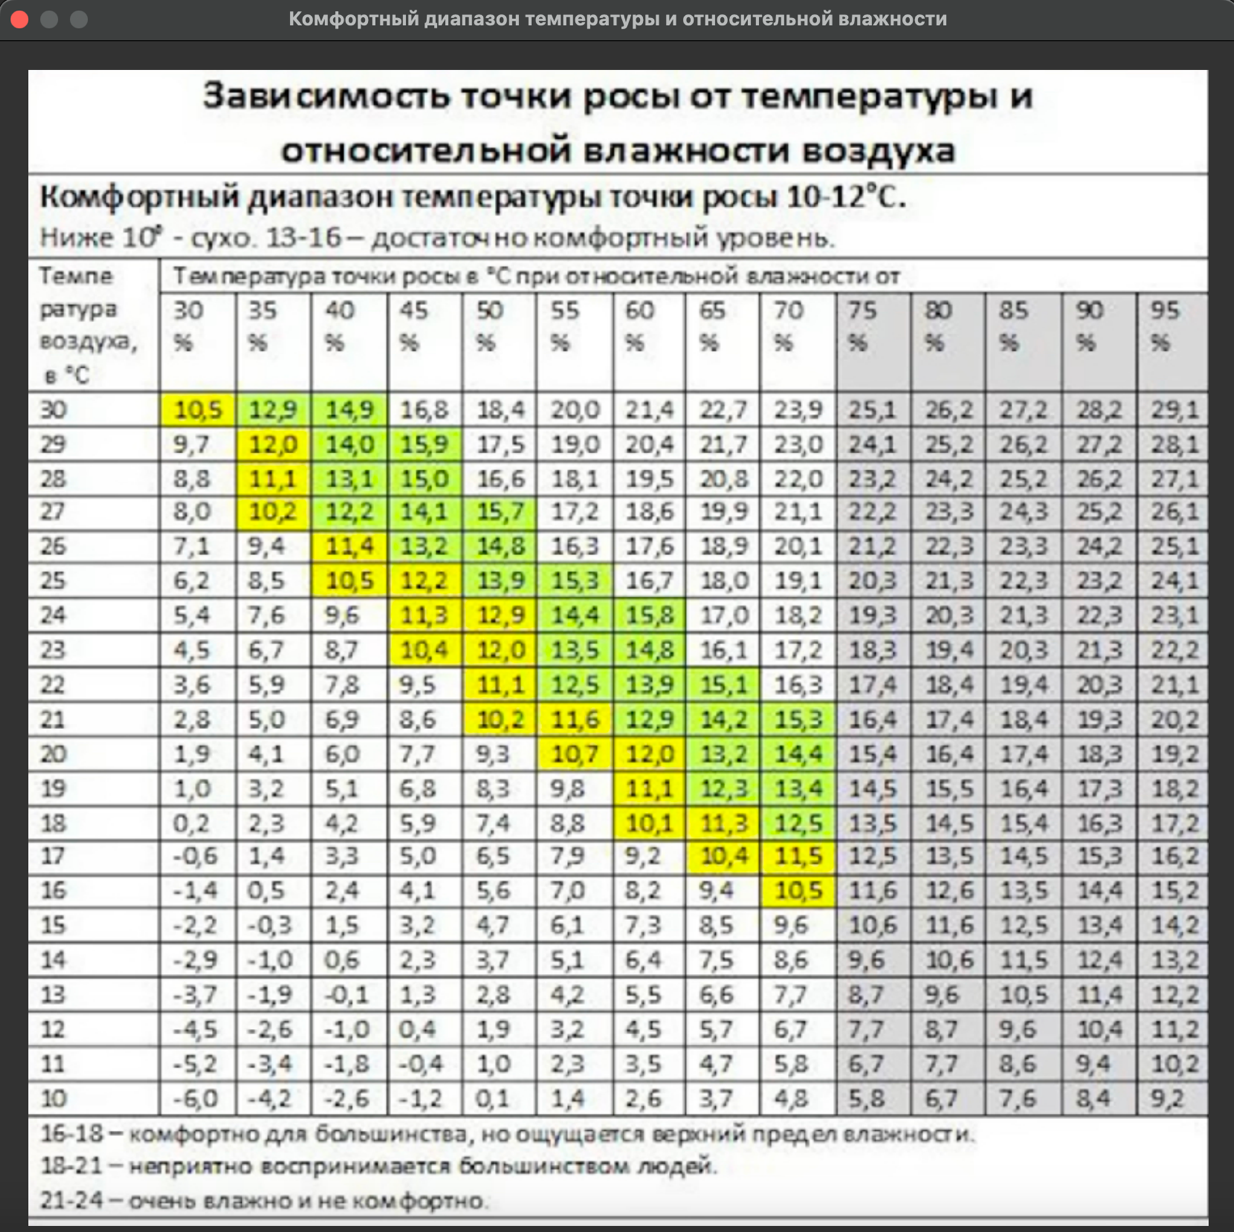 Комфортный диапазон температуры и относительной влажности
Зависимость точки росы от температуры и
относительной влажности воздуха
Комфортный диапазон температуры точки росы 10-12°С.
Ниже 10° - сухо. 13-16 – достаточно комфортный уровень.
Темпе
ратура
воздуха,
в °С
Температура точки росы в °С при относительной влажности от
30 % 35 % 40 % 45 % 50 % 55 % 60 % 65 % 70 % 75 % 80 % 85 % 90 % 95 %
30 10,5 12,9 14,9 16,8 18,4 20,0 21,4 22,7 23,9 25,1 26,2 27,2 28,2 29,1
29 9,7 12,0 14,0 15,9 17,5 19,0 20,4 21,7 23,0 24,1 25,2 26,2 27,2 28,1
28 8,8 11,1 13,1 15,0 16,6 18,1 19,5 20,8 22,0 23,2 24,2 25,2 26,2 27,1
27 8,0 10,2 12,2 14,1 15,7 17,2 18,6 19,9 21,1 22,2 23,3 24,3 25,2 26,1
26 7,1 9,4 11,4 13,2 14,8 16,3 17,6 18,9 20,1 21,2 22,3 23,3 24,2 25,1
25 6,2 8,5 10,5 12,2 13,9 15,3 16,7 18,0 19,1 20,3 21,3 22,3 23,2 24,1
24 5,4 7,6 9,6 11,3 12,9 14,4 15,8 17,0 18,2 19,3 20,3 21,3 22,3 23,1
23 4,5 6,7 8,7 10,4 12,0 13,5 14,8 16,1 17,2 18,3 19,4 20,3 21,3 22,2
22 3,6 5,9 7,8 9,5 11,1 12,5 13,9 15,1 16,3 17,4 18,4 19,4 20,3 21,1
21 2,8 5,0 6,9 8,6 10,2 11,6 12,9 14,2 15,3 16,4 17,4 18,4 19,3 20,2
20 1,9 4,1 6,0 7,7 9,3 10,7 12,0 13,2 14,4 15,4 16,4 17,4 18,3 19,2
19 1,0 3,2 5,1 6,8 8,3 9,8 11,1 12,3 13,4 14,5 15,5 16,4 17,3 18,2
18 0,2 2,3 4,2 5,9 7,4 8,8 10,1 11,3 12,5 13,5 14,5 15,4 16,3 17,2
17 -0,6 1,4 3,3 5,0 6,5 7,9 9,2 10,4 11,5 12,5 13,5 14,5 15,3 16,2
16 -1,4 0,5 2,4 4,1 5,6 7,0 8,2 9,4 10,5 11,6 12,6 13,5 14,4 15,2
15 -2,2 -0,3 1,5 3,2 4,7 6,1 7,3 8,5 9,6 10,6 11,6 12,5 13,4 14,2
14 -2,9 -1,0 0,6 2,3 3,7 5,1 6,4 7,5 8,6 9,6 10,6 11,5 12,4 13,2
13 -3,7 -1,9 -0,1 1,3 2,8 4,2 5,5 6,6 7,7 8,7 9,6 10,5 11,4 12,2
12 -4,5 -2,6 -1,0 0,4 1,9 3,2 4,5 5,7 6,7 7,7 8,7 9,6 10,4 11,2
11 -5,2 -3,4 -1,8 -0,4 1,0 2,3 3,5 4,7 5,8 6,7 7,7 8,6 9,4 10,2
10 -6,0 -4,2 -2,6 -1,2 0,1 1,4 2,6 3,7 4,8 5,8 6,7 7,6 8,4 9,2
16-18 – комфортно для большинства, но ощущается верхний предел влажности.
18-21 – неприятно воспринимается большинством людей.
21-24 – очень влажно и не комфортно.